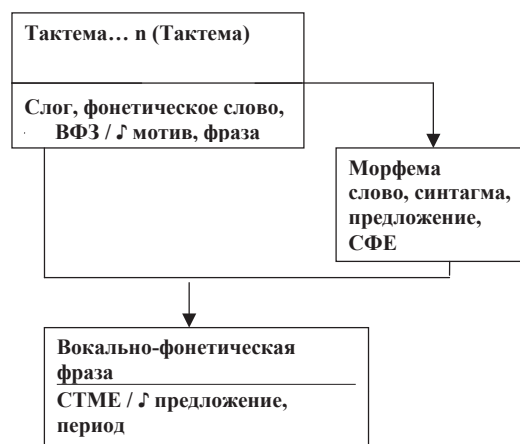 Тактема… n (Тактема)
Слог, фонетическое слово,
ВФЗ / ♪ мотив, фраза
Морфема
слово, синтагма,
предложение,
СФЕ
Вокально-фонетическая
фраза
СТМЕ / ♪ предложение,
период